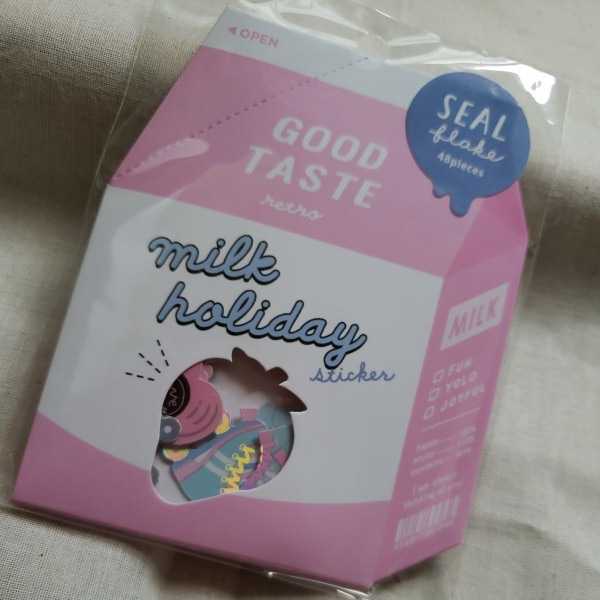 ◀OPEN
SEAL
flake
48pieces
GOOD
TASTE
retro
milk
holiday
sticker
MILK
FUN
YOLO
JOYFUL